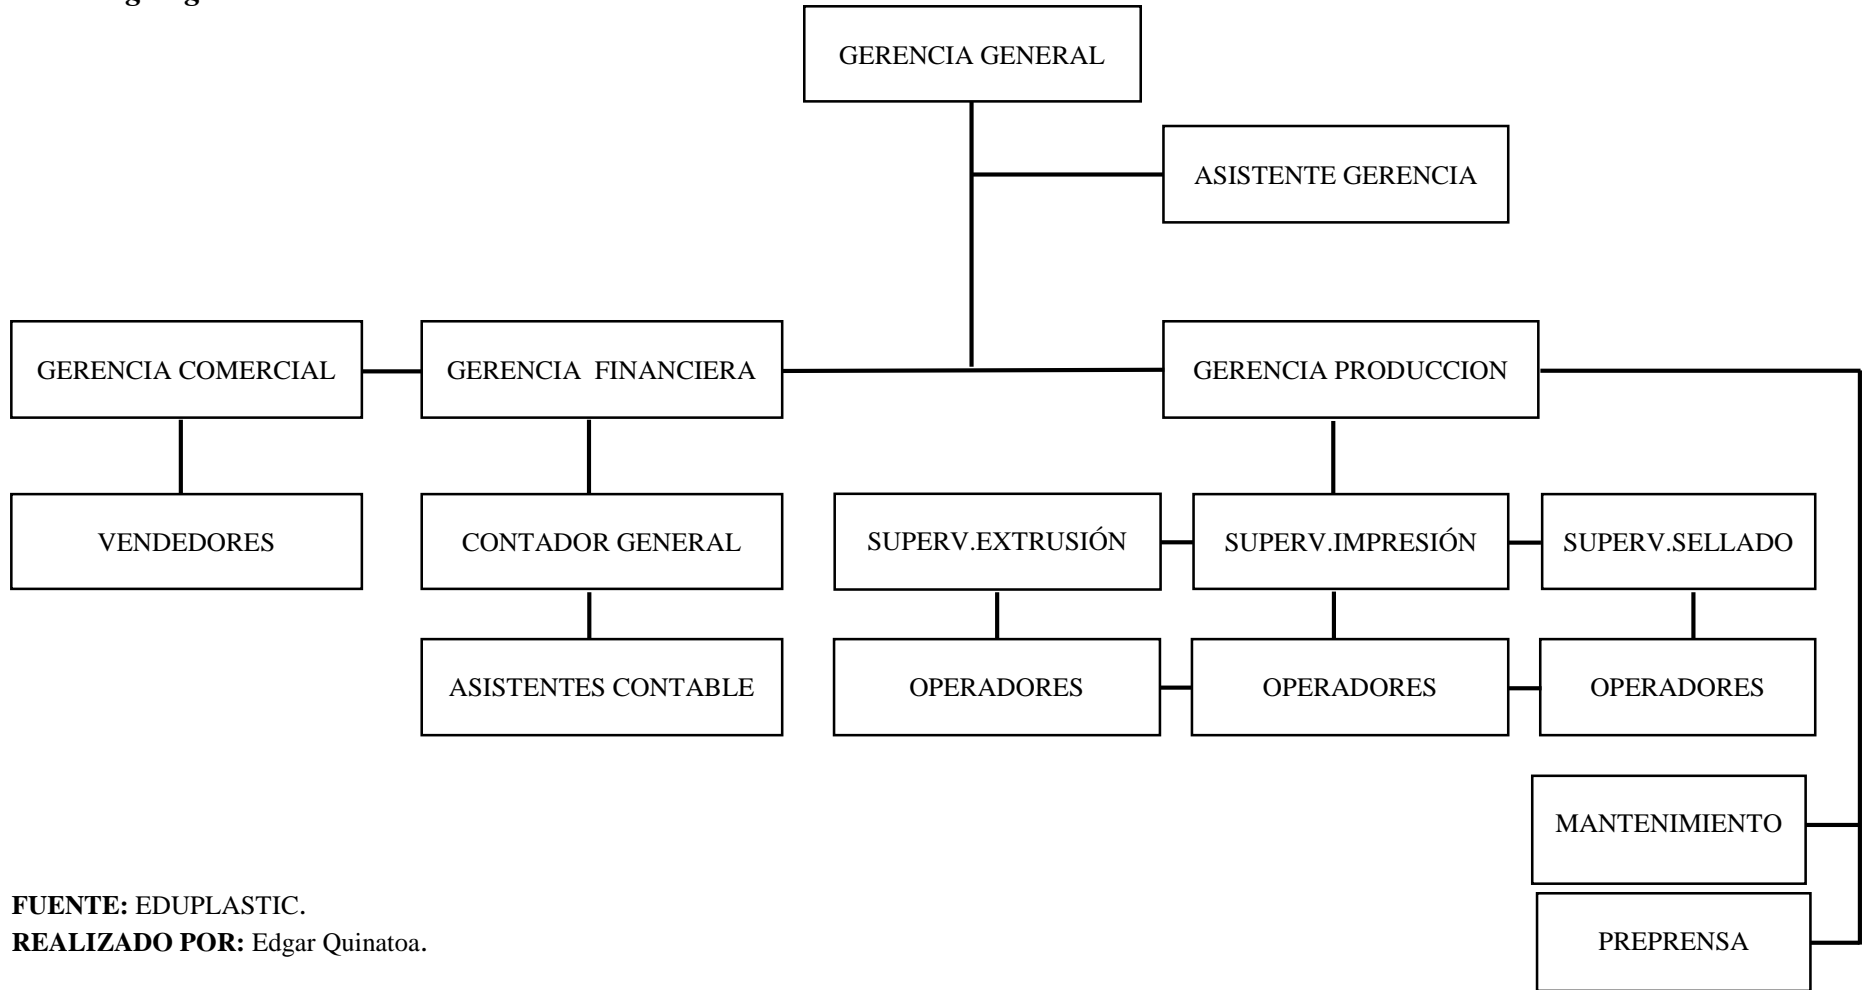 GERENCIA GENERAL
ASISTENTE GERENCIA
GERENCIA COMERCIAL
GERENCIA FINANCIERA
GERENCIA PRODUCCION
VENDEDORES
CONTADOR GENERAL
SUPERV.EXTRUSIÓN
SUPERV.IMPRESIÓN
SUPERV.SELLADO
ASISTENTES CONTABLE
OPERADORES
OPERADORES
OPERADORES
MANTENIMIENTO
PREPRENSA
FUENTE: EDUPLASTIC.
REALIZADO POR: Edgar Quinatoa.